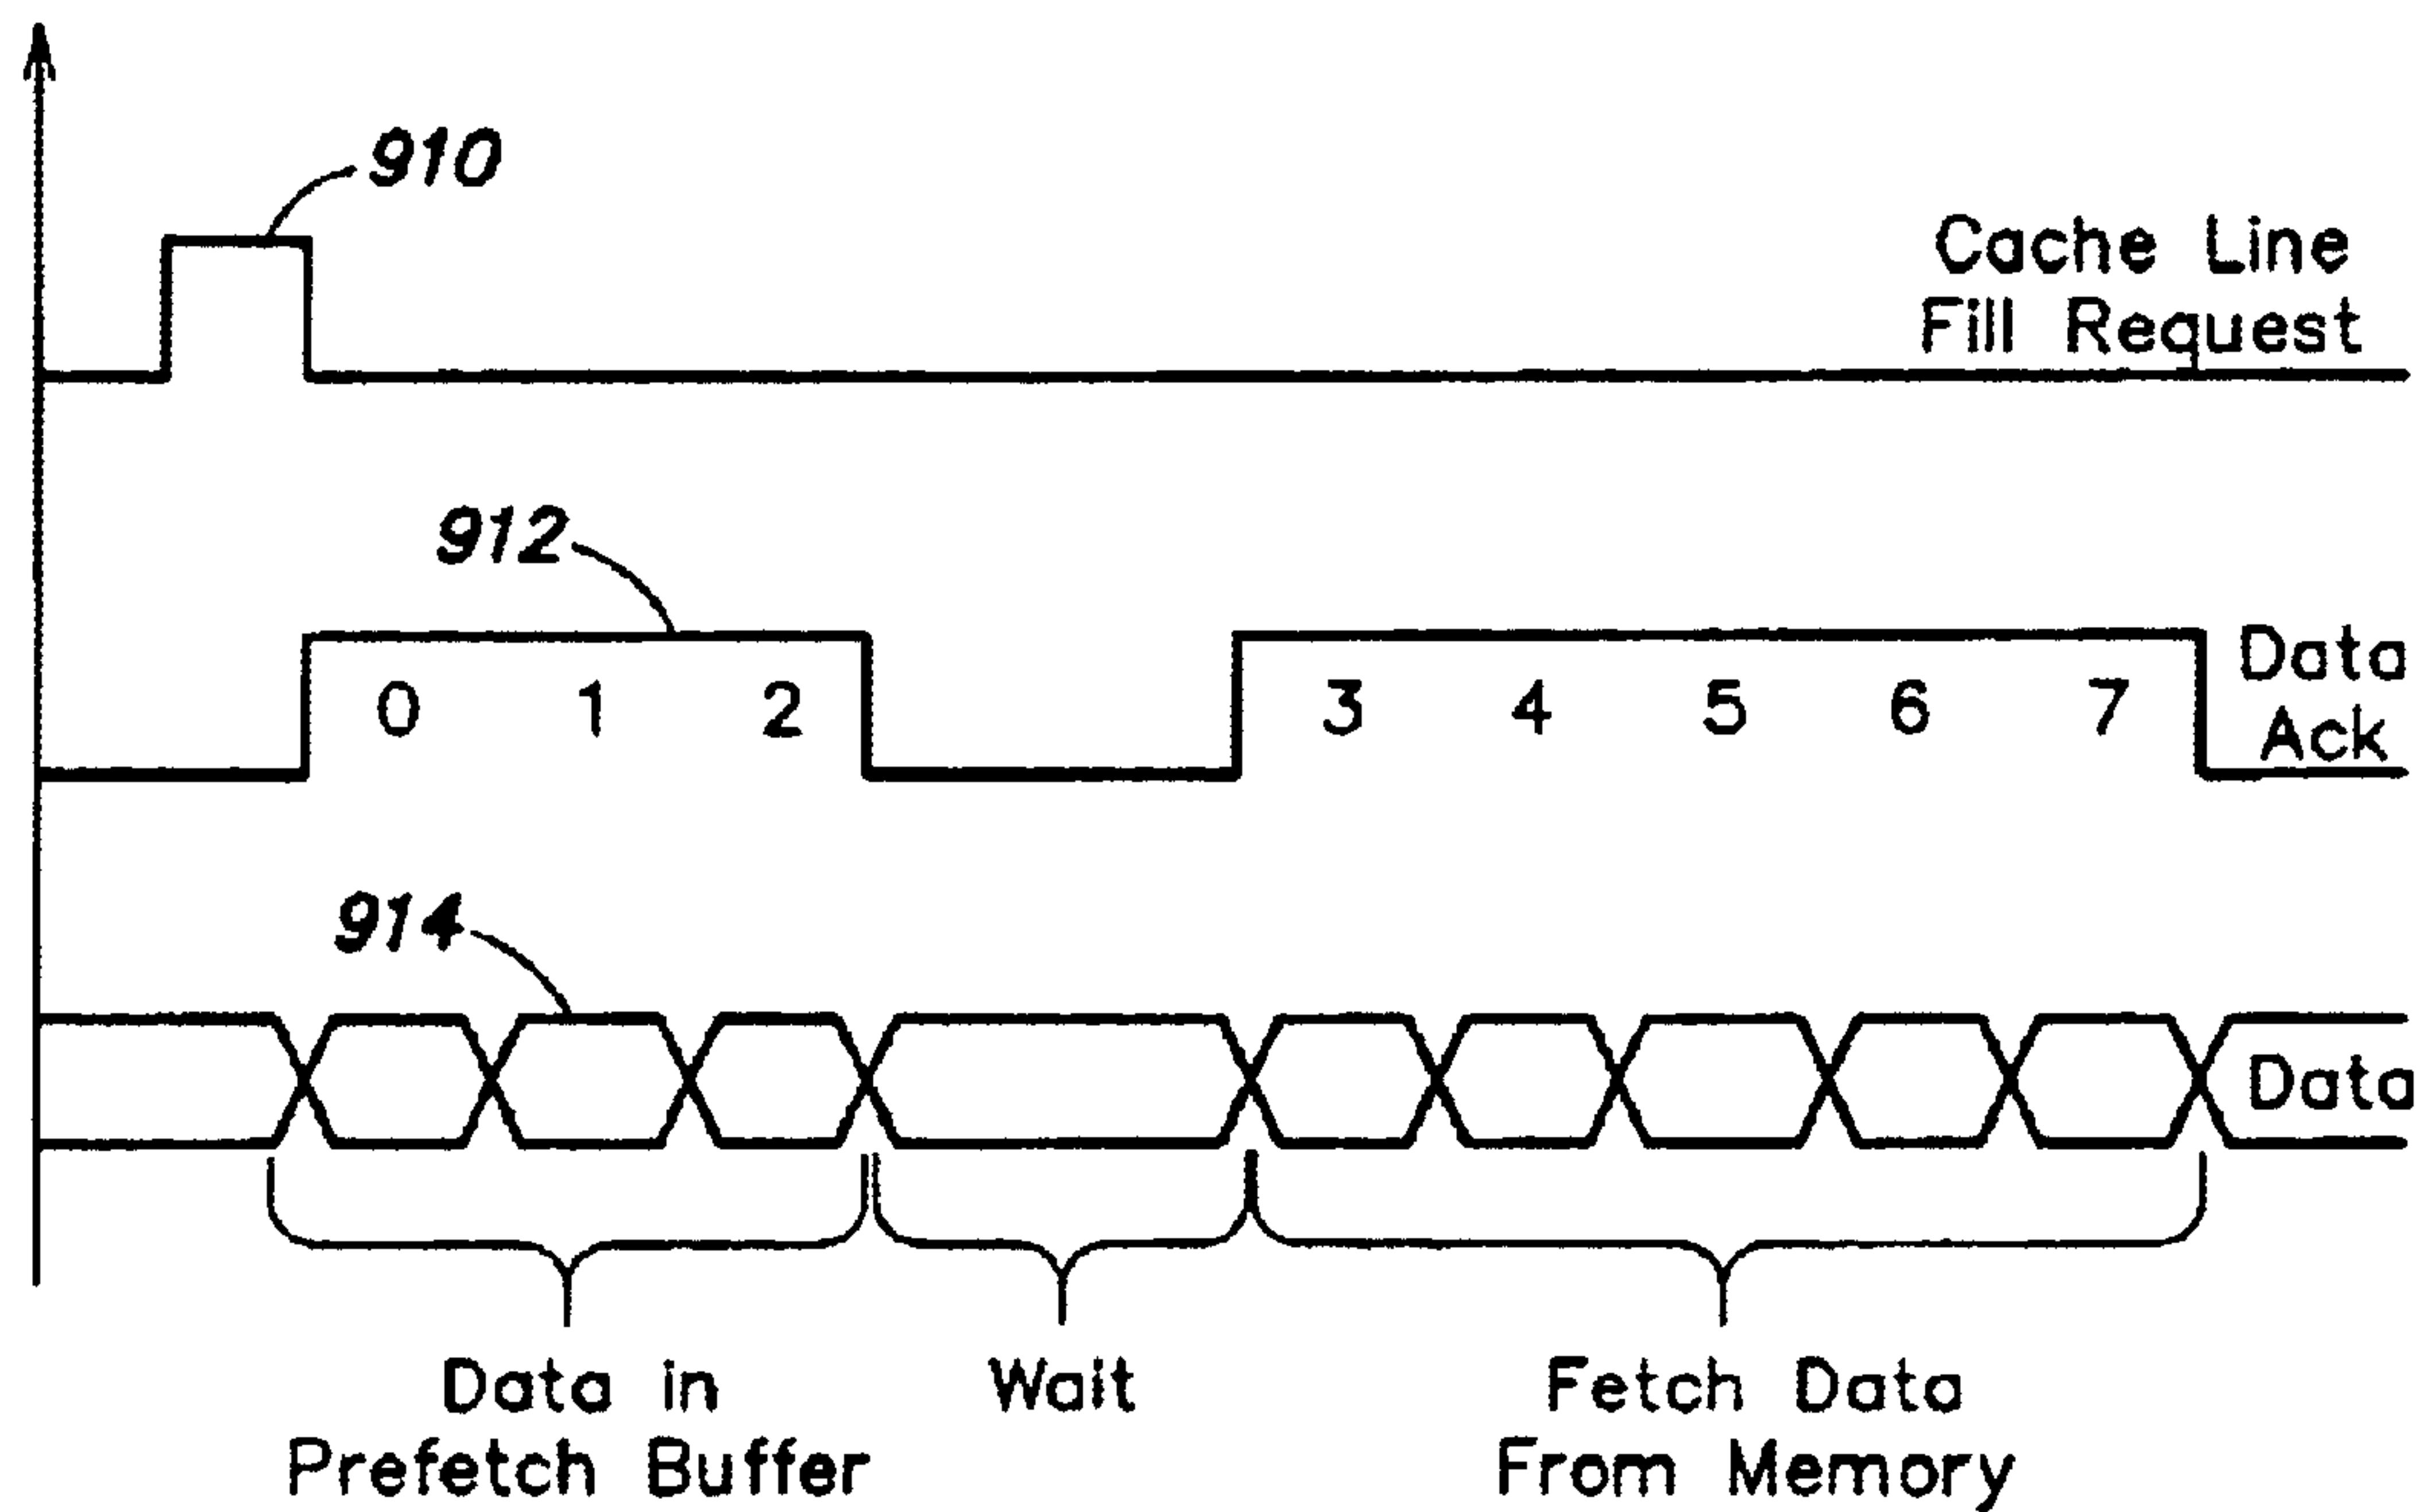 910
Cache Line
Fill Request
912
0 1 2 3 4 5 6 7
Data
Ack
914
Data
Data in
Prefetch Buffer
Wait
Fetch Data
From Memory